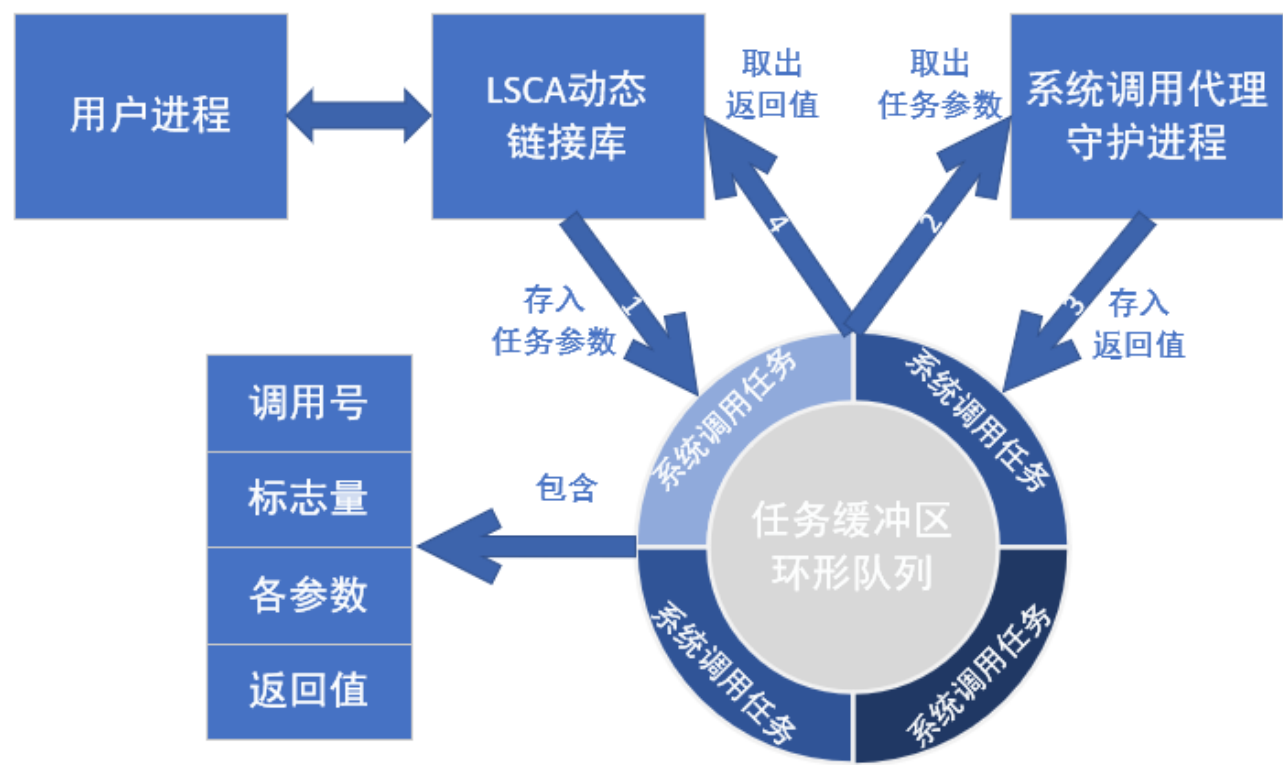 用户进程
LSCA动态
链接库
取出
返回值
取出
任务参数
系统调用代理
守护进程
4
2
1
3
存入
任务参数
存入
返回值
调用号
标志量
各参数
返回值
包含
系统调用任务
系统调用任务
任务缓冲区
环形队列
系统调用任务
系统调用任务